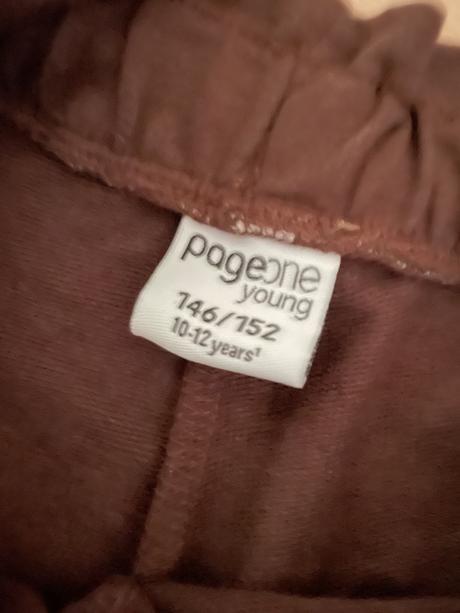 pageone
young
146/152
10-12 years¹